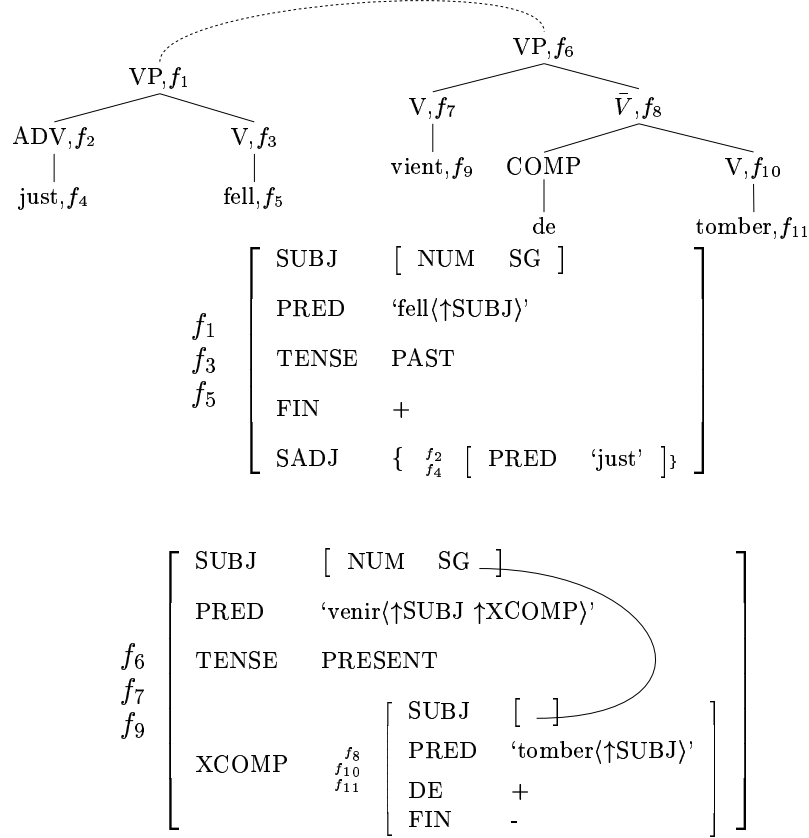 VP,f₆
VP,f₁
V,f₇ V̄,f₈
ADV,f₂ V,f₃
vient,f₉ COMP V,f₁₀
just,f₄ fell,f₅
de tomber,f₁₁
SUBJ [ NUM SG ]
PRED ‘fell⟨↑SUBJ⟩’
f₁
f₃ TENSE PAST
f₅
FIN +
SADJ { f₂ f₄ [ PRED ‘just’ ]}
SUBJ [ NUM SG ]
PRED ‘venir⟨↑SUBJ ↑XCOMP⟩’
f₆ TENSE PRESENT
f₇
f₉
SUBJ [ ]
PRED ‘tomber⟨↑SUBJ⟩’
XCOMP f₈ f₁₀ f₁₁
DE +
FIN -